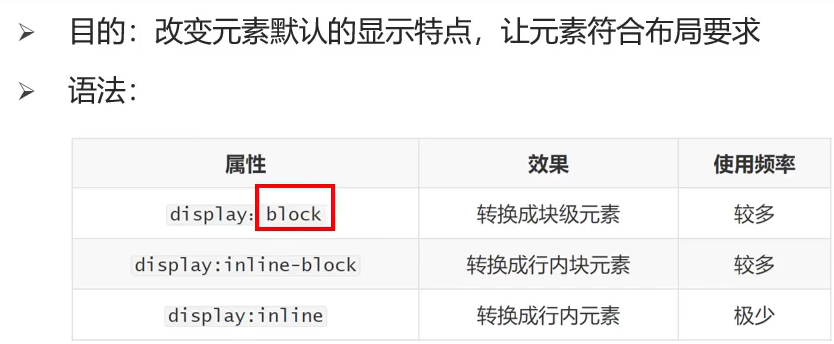 目的：改变元素默认的显示特点，让元素符合布局要求
语法：
属性 效果 使用频率
display：block 转换成块级元素 较多
display:inline-block 转换成行内块元素 较多
display:inline 转换成行内元素 极少